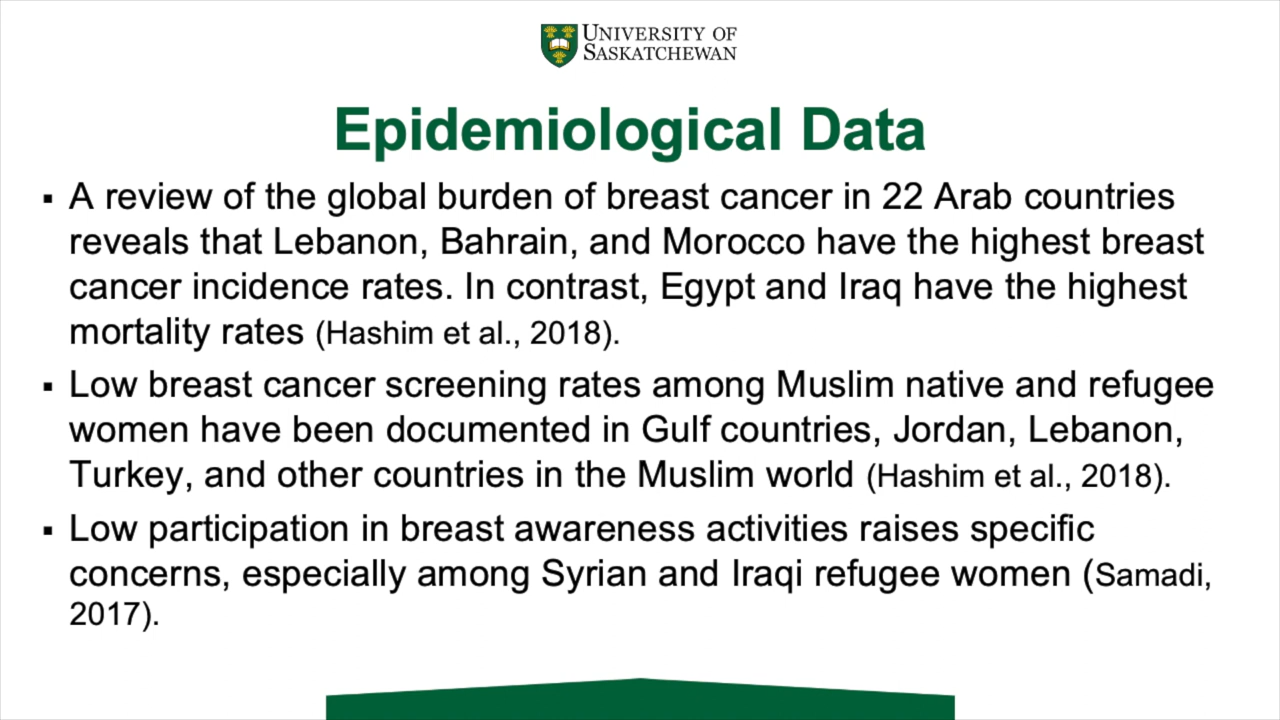 UNIVERSITY OF
SASKATCHEWAN
Epidemiological Data
▪ A review of the global burden of breast cancer in 22 Arab countries
reveals that Lebanon, Bahrain, and Morocco have the highest breast
cancer incidence rates. In contrast, Egypt and Iraq have the highest
mortality rates (Hashim et al., 2018).
▪ Low breast cancer screening rates among Muslim native and refugee
women have been documented in Gulf countries, Jordan, Lebanon,
Turkey, and other countries in the Muslim world (Hashim et al., 2018).
▪ Low participation in breast awareness activities raises specific
concerns, especially among Syrian and Iraqi refugee women (Samadi,
2017).